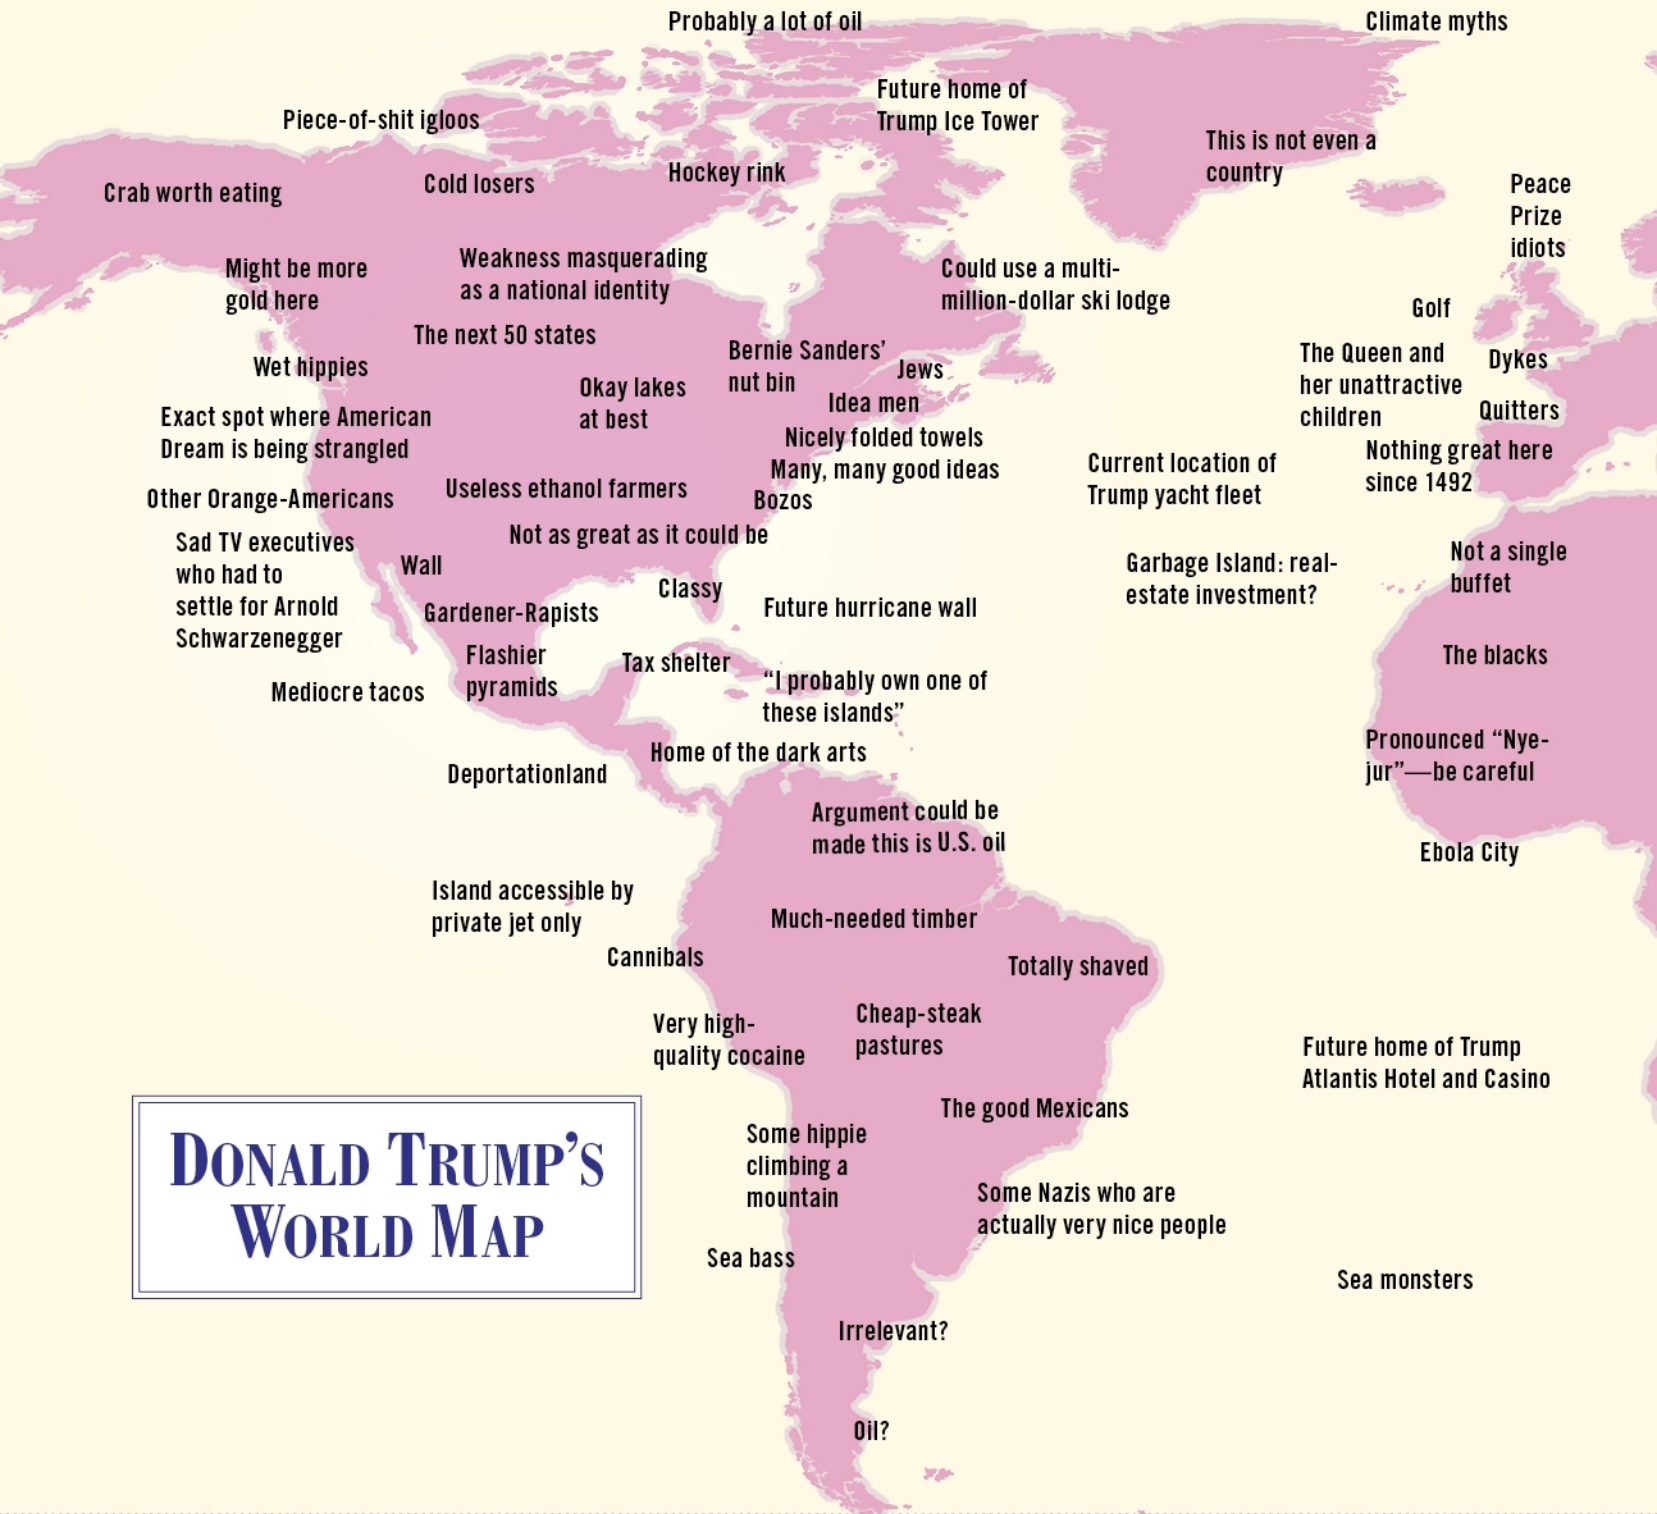 Probably a lot of oil
Climate myths
Future home of
Trump Ice Tower
Piece-of-shit igloos
This is not even a
country
Hockey rink
Cold losers
Crab worth eating
Peace
Prize
idiots
Might be more
gold here
Weakness masquerading
as a national identity
Could use a multi-
million-dollar ski lodge
Golf
The next 50 states
Bernie Sanders’
nut bin
Jews
The Queen and
her unattractive
children
Dykes
Wet hippies
Okay lakes
at best
Idea men
Quitters
Exact spot where American
Dream is being strangled
Nicely folded towels
Many, many good ideas
Nothing great here
since 1492
Current location of
Trump yacht fleet
Other Orange-Americans
Useless ethanol farmers
Bozos
Not as great as it could be
Sad TV executives
who had to
settle for Arnold
Schwarzenegger
Wall
Classy
Garbage Island: real-
estate investment?
Not a single
buffet
Gardener-Rapists
Future hurricane wall
Flashier
pyramids
Tax shelter
“I probably own one of
these islands”
The blacks
Mediocre tacos
Home of the dark arts
Pronounced “Nye-
jur”—be careful
Deportationland
Argument could be
made this is U.S. oil
Ebola City
Island accessible by
private jet only
Much-needed timber
Cannibals
Totally shaved
Very high-
quality cocaine
Cheap-steak
pastures
Future home of Trump
Atlantis Hotel and Casino
The good Mexicans
Some hippie
climbing a
mountain
DONALD TRUMP’S
WORLD MAP
Some Nazis who are
actually very nice people
Sea bass
Sea monsters
Irrelevant?
Oil?